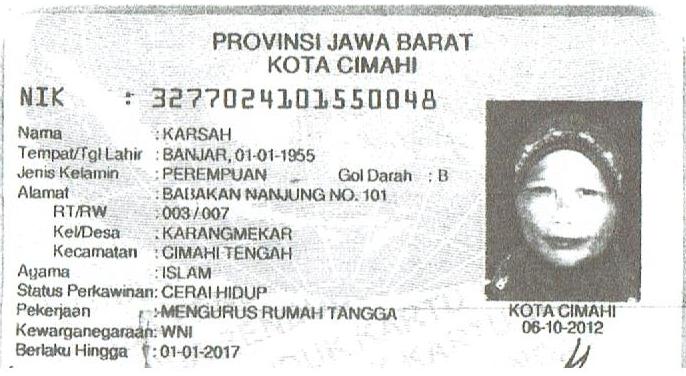 PROVINSI JAWA BARAT
KOTA CIMAHI
NIK : 3277024101550048
Nama : KARSAH
Tempat/Tgl Lahir : BANJAR, 01-01-1955
Jenis Kelamin : PEREMPUAN Gol Darah : B
Alamat : BABAKAN NANJUNG NO. 101
RT/RW : 003/007
Kel/Desa : KARANGMEKAR
Kecamatan : CIMAHI TENGAH
Agama : ISLAM
Status Perkawinan: CERAI HIDUP
Pekerjaan : MENGURUS RUMAH TANGGA
Kewarganegaraan: WNI
Berlaku Hingga : 01-01-2017
KOTA CIMAHI
06-10-2012